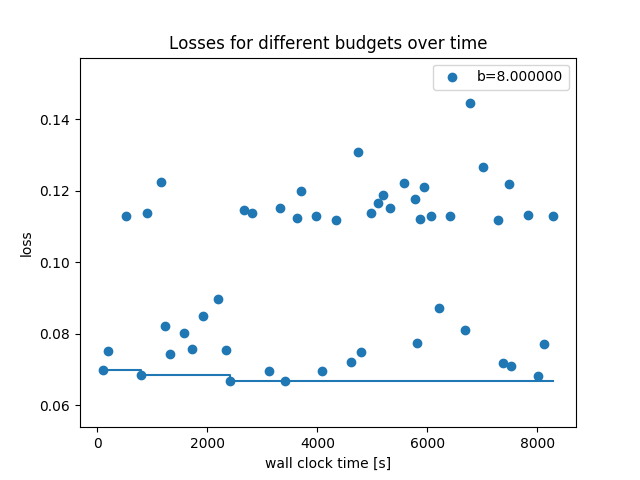 Losses for different budgets over time
b=8.000000
0.14
0.12
0.10
0.08
0.06
loss
0 2000 4000 6000 8000
wall clock time [s]